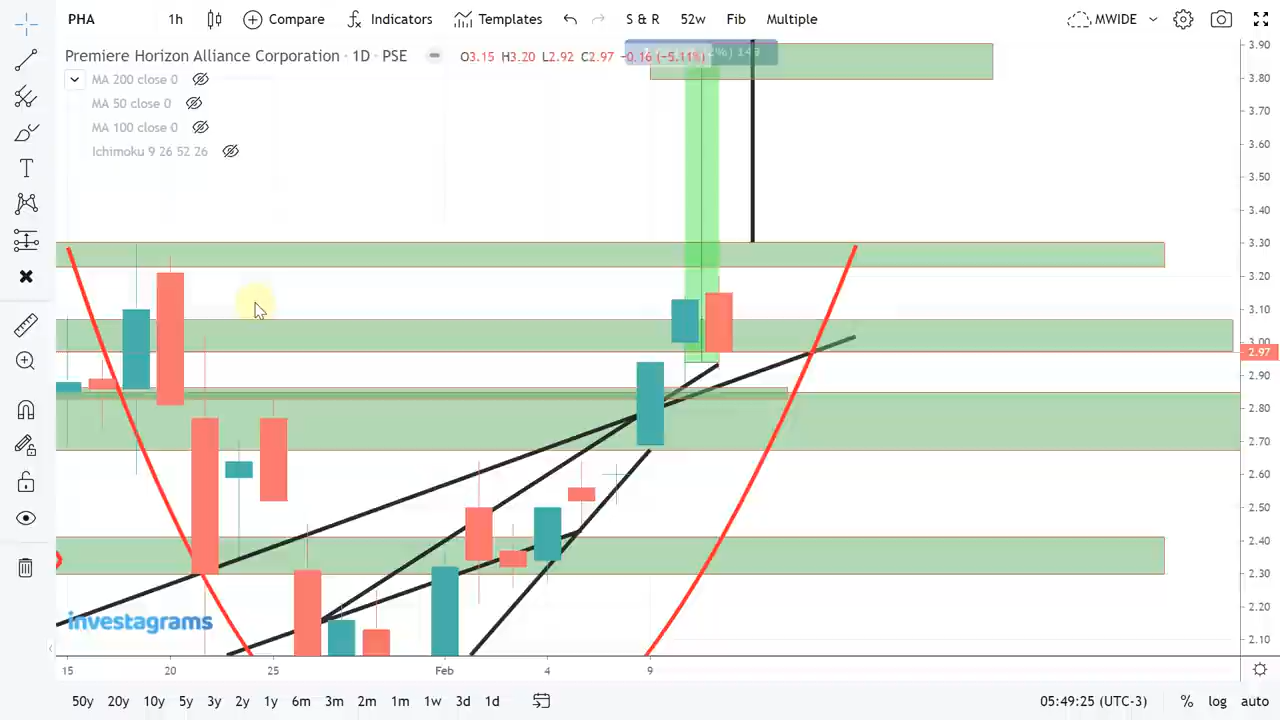 PHA 1h Compare Indicators Templates S & R 52w Fib Multiple MWIDE
Premiere Horizon Alliance Corporation · 1D · PSE O3.15 H3.20 L2.92 C2.97 −0.16 (−5.11%)
MA 200 close 0
MA 50 close 0
MA 100 close 0
Ichimoku 9 26 52 26
3.90
3.80
3.70
3.60
3.50
3.40
3.30
3.20
3.10
3.00
2.97
2.90
2.80
2.70
2.60
2.50
2.40
2.30
2.20
2.10
investagrams
15 20 25 Feb 4 9
50y 20y 10y 5y 3y 2y 1y 6m 3m 2m 1m 1w 3d 1d 05:49:25 (UTC-3) % log auto